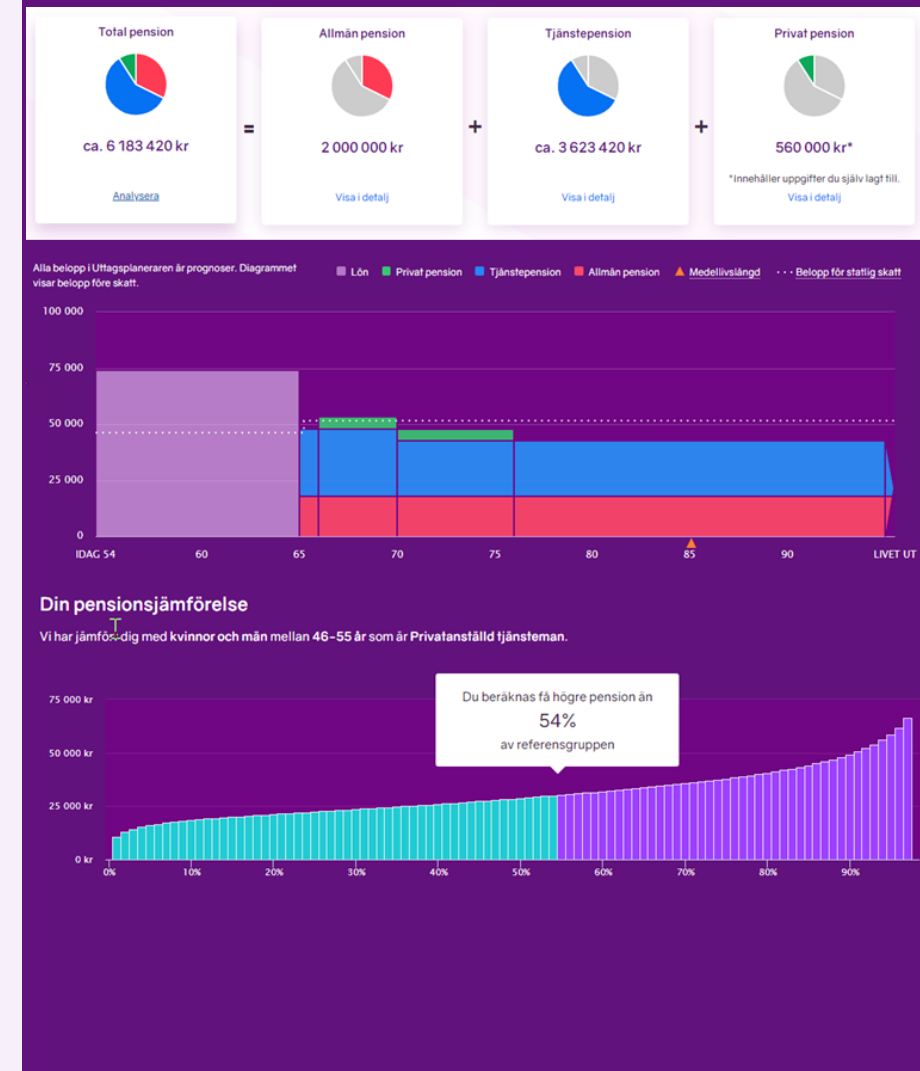 Total pension
Allmän pension
Tjänstepension
Privat pension
ca. 6 183 420 kr
=
2 000 000 kr
+
ca. 3 623 420 kr
+
560 000 kr*
*Innehåller uppgifter du själv lagt till.
Analysera
Visa i detalj
Visa i detalj
Visa i detalj
Alla belopp i Uttagsplaneraren är prognoser. Diagrammet
visar belopp före skatt.
Lön
Privat pension
Tjänstepension
Allmän pension
Medellivslängd
Belopp för statlig skatt
100 000
75 000
50 000
25 000
0
IDAG 54 60 65 70 75 80 85 90 LIVET UT
Din pensionsjämförelse
Vi har jämfört dig med kvinnor och män mellan 46-55 år som är Privatanställd tjänsteman.
Du beräknas få högre pension än
54%
av referensgruppen
75 000 kr
50 000 kr
25 000 kr
0 kr
0% 10% 20% 30% 40% 50% 60% 70% 80% 90%